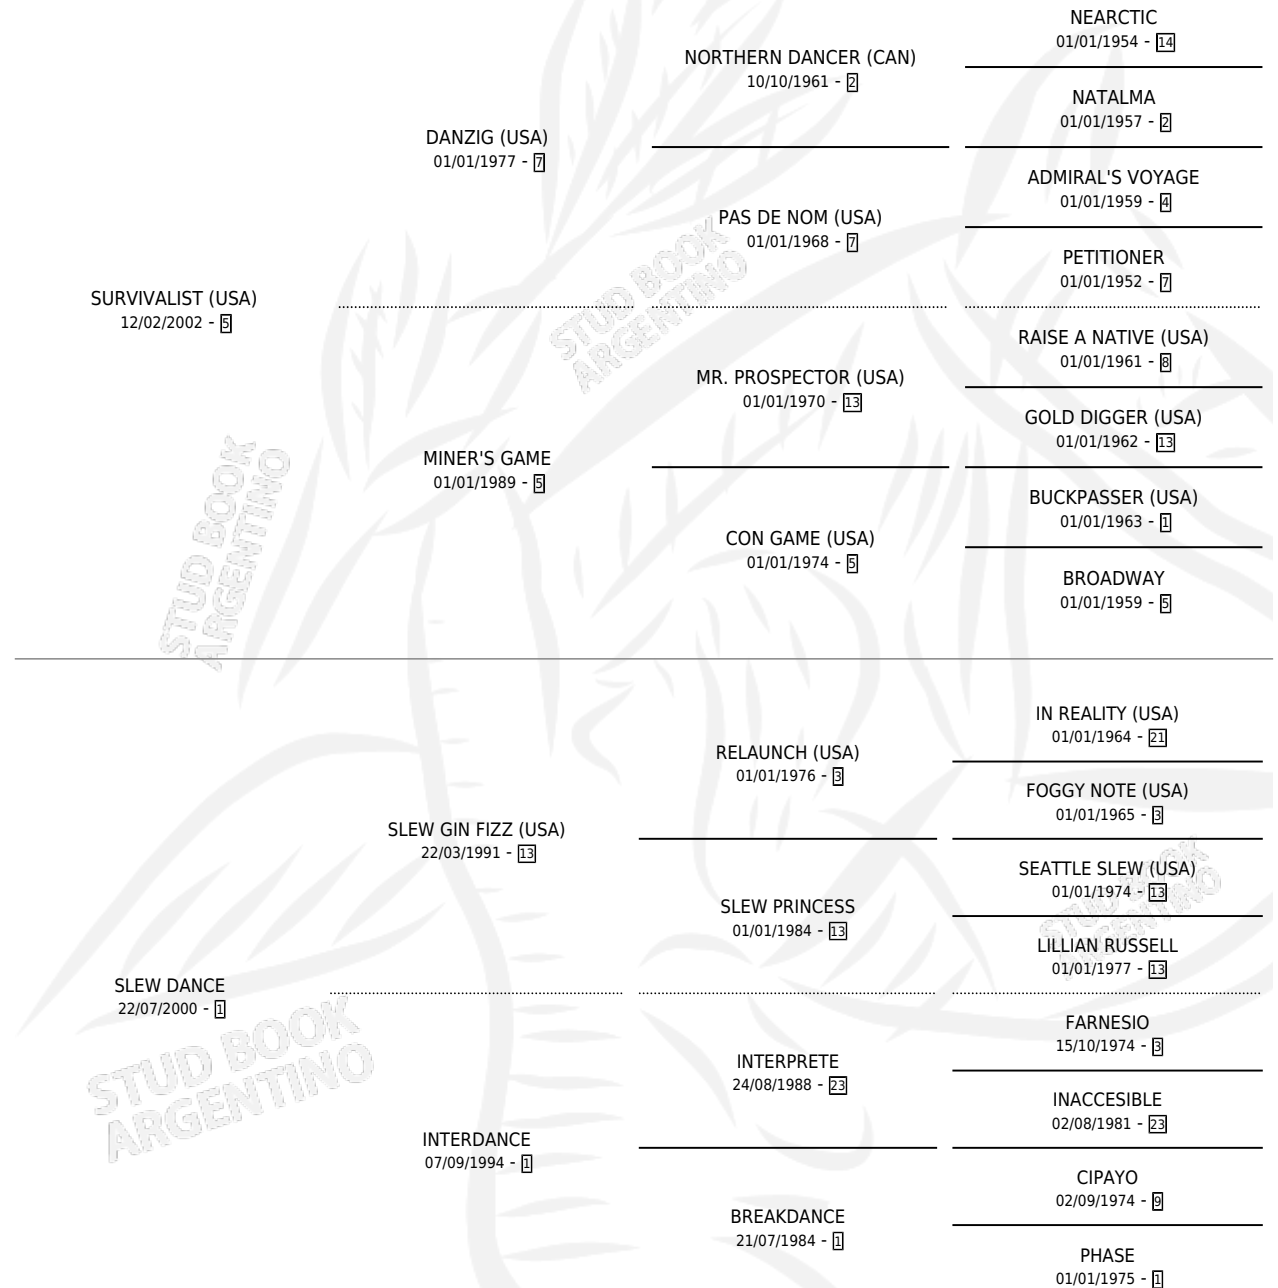 NEARCTIC
01/01/1954 - 14
NORTHERN DANCER (CAN)
10/10/1961 - 2
NATALMA
01/01/1957 - 2
DANZIG (USA)
01/01/1977 - 7
ADMIRAL'S VOYAGE
01/01/1959 - 4
PAS DE NOM (USA)
01/01/1968 - 7
PETITIONER
01/01/1952 - 7
SURVIVALIST (USA)
12/02/2002 - 5
STUD BOOK
ARGENTINO
RAISE A NATIVE (USA)
01/01/1961 - 8
MR. PROSPECTOR (USA)
01/01/1970 - 13
GOLD DIGGER (USA)
01/01/1962 - 13
MINER'S GAME
01/01/1989 - 5
BUCKPASSER (USA)
01/01/1963 - 1
CON GAME (USA)
01/01/1974 - 5
BROADWAY
01/01/1959 - 5
STUD BOOK
ARGENTINO
IN REALITY (USA)
01/01/1964 - 21
RELAUNCH (USA)
01/01/1976 - 3
FOGGY NOTE (USA)
01/01/1965 - 3
SLEW GIN FIZZ (USA)
22/03/1991 - 13
SEATTLE SLEW (USA)
01/01/1974 - 13
STUD BOOK
ARGENTINO
SLEW PRINCESS
01/01/1984 - 13
LILLIAN RUSSELL
01/01/1977 - 13
SLEW DANCE
22/07/2000 - 1
STUD BOOK
ARGENTINO
FARNESIO
15/10/1974 - 3
INTERPRETE
24/08/1988 - 23
INACCESIBLE
02/08/1981 - 23
INTERDANCE
07/09/1994 - 1
CIPAYO
02/09/1974 - 9
BREAKDANCE
21/07/1984 - 1
PHASE
01/01/1975 - 1